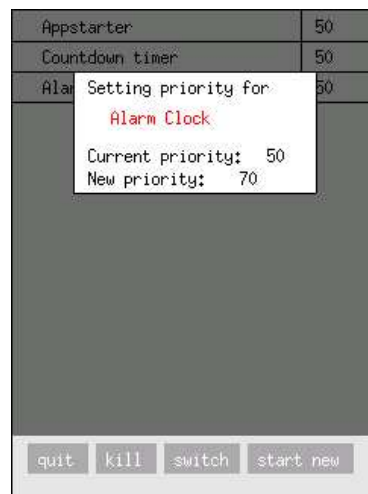 Appstarter 50
Countdown timer 50
Alar 50
Setting priority for
Alarm Clock
Current priority: 50
New priority: 70
quit kill switch start new